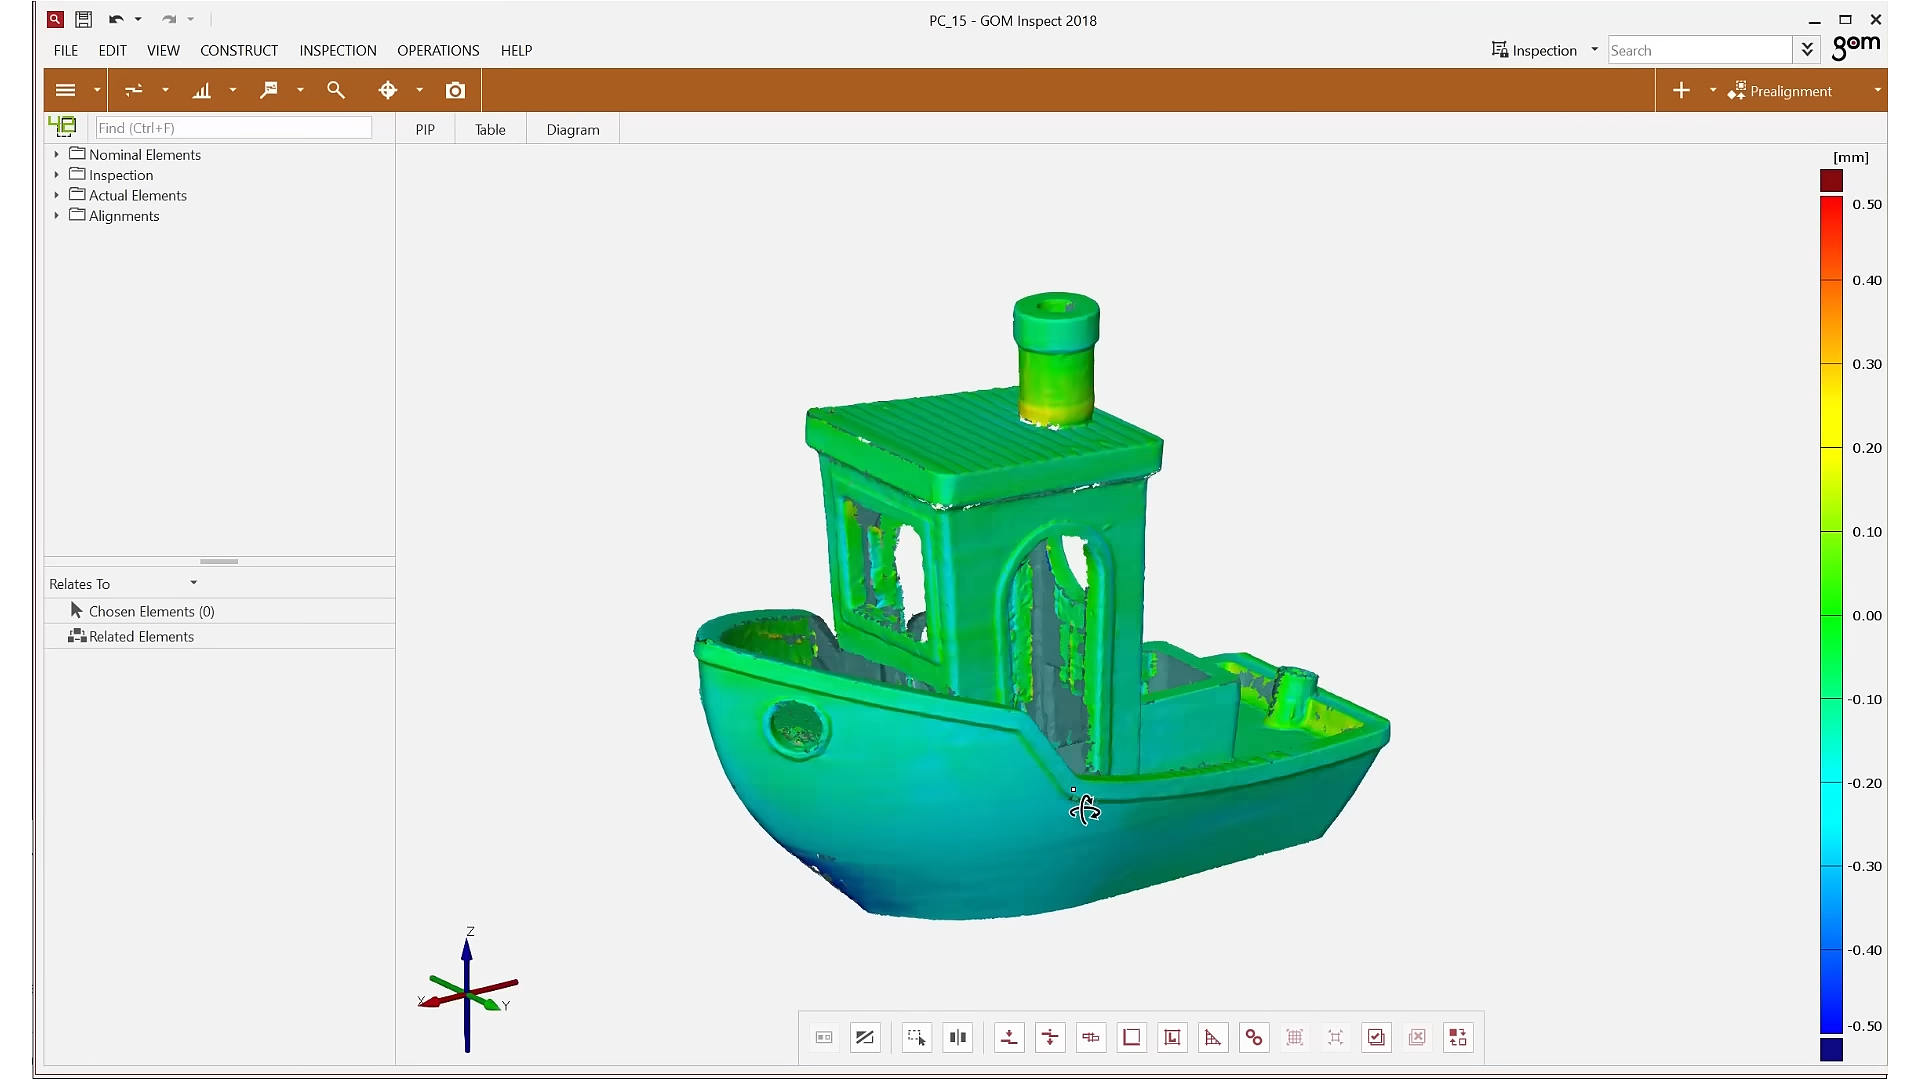 PC_15 - GOM Inspect 2018
FILE EDIT VIEW CONSTRUCT INSPECTION OPERATIONS HELP
Inspection
Search
gom
Prealignment
Find (Ctrl+F)
PIP Table Diagram
Nominal Elements
Inspection
Actual Elements
Alignments
Relates To
Chosen Elements (0)
Related Elements
[mm]
0.50
0.40
0.30
0.20
0.10
0.00
-0.10
-0.20
-0.30
-0.40
-0.50
Z
X
Y